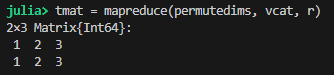 julia> tmat = mapreduce(permutedims, vcat, r)
2×3 Matrix{Int64}:
 1  2  3
 1  2  3